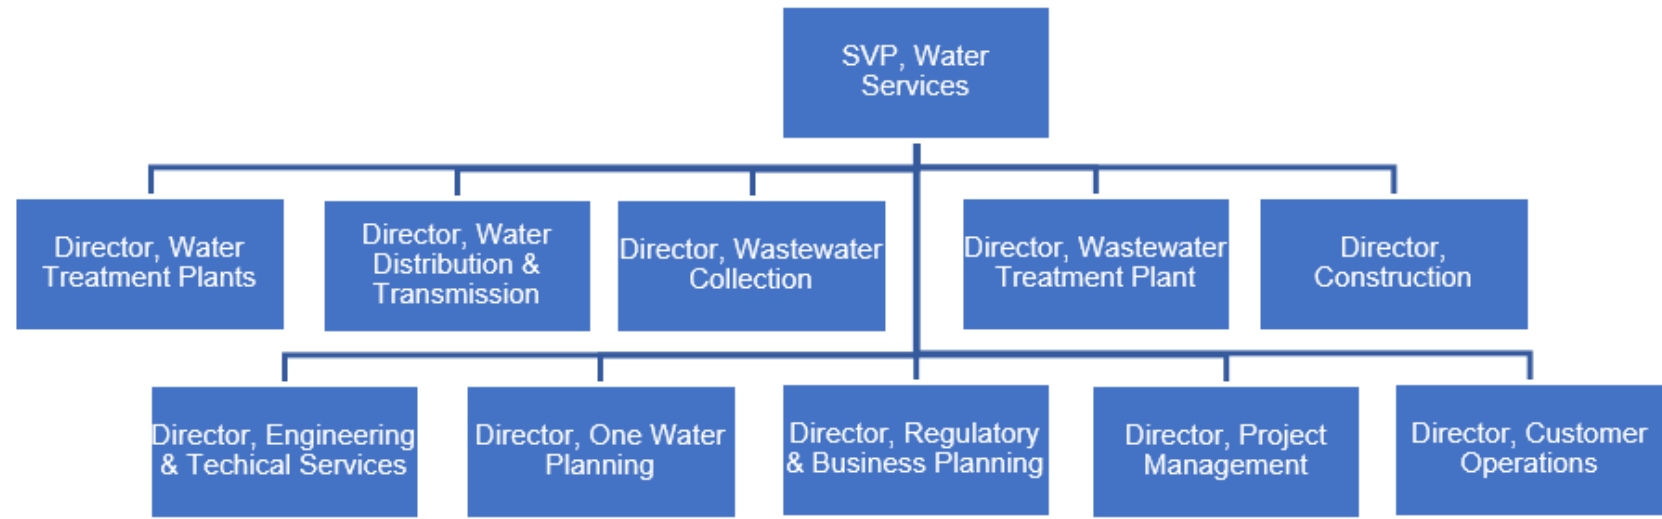 SVP, Water
Services
Director, Water
Treatment Plants
Director, Water
Distribution &
Transmission
Director, Wastewater
Collection
Director, Wastewater
Treatment Plant
Director,
Construction
Director, Engineering
& Techical Services
Director, One Water
Planning
Director, Regulatory
& Business Planning
Director, Project
Management
Director, Customer
Operations